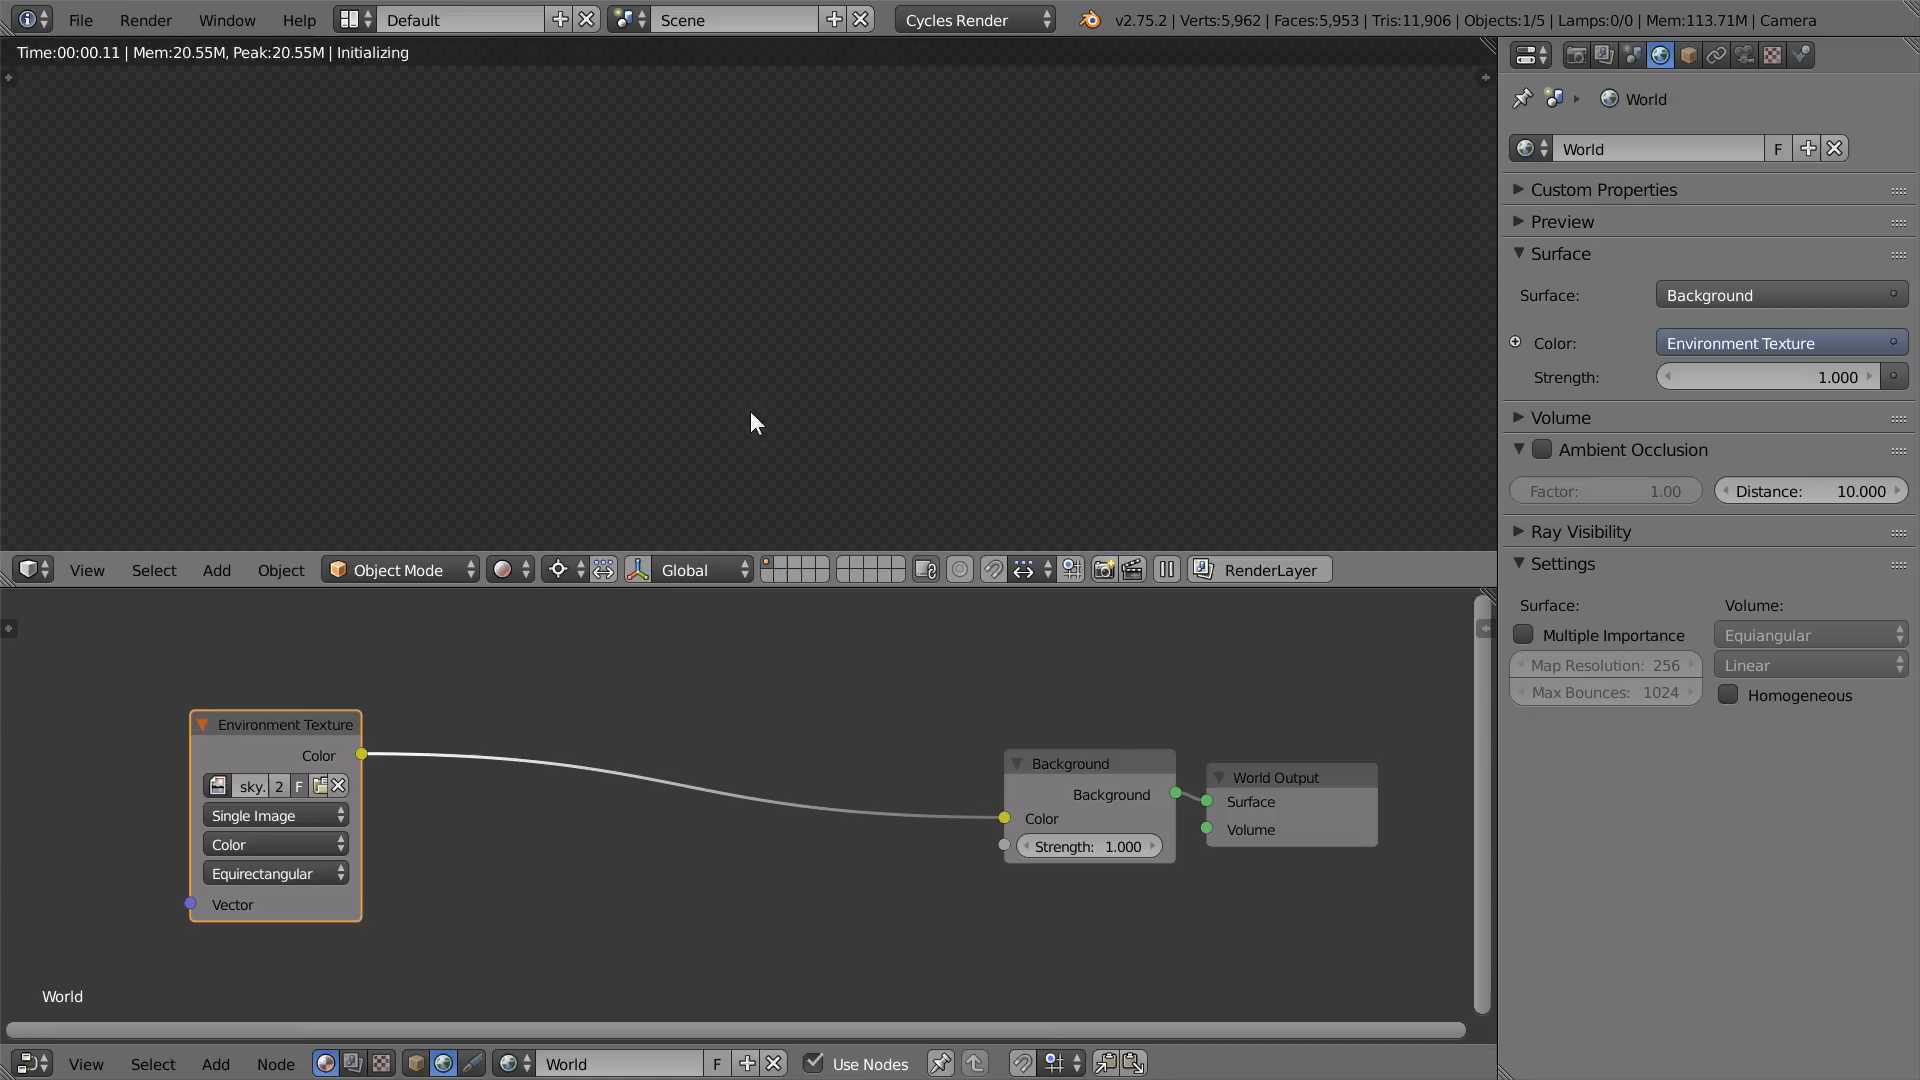 File Render Window Help Default Scene Cycles Render v2.75.2 | Verts:5,962 | Faces:5,953 | Tris:11,906 | Objects:1/5 | Lamps:0/0 | Mem:113.71M | Camera
Time:00:00.11 | Mem:20.55M, Peak:20.55M | Initializing
World
World F
Custom Properties
Preview
Surface
Surface: Background
Color: Environment Texture
Strength: 1.000
Volume
Ambient Occlusion
Factor: 1.00 Distance: 10.000
Ray Visibility
Settings
Surface: Volume:
Multiple Importance Equiangular
Map Resolution: 256 Linear
Max Bounces: 1024 Homogeneous
View Select Add Object Object Mode Global RenderLayer
Environment Texture
Color
sky. 2 F
Single Image
Color
Equirectangular
Vector
Background
Background
Color
Strength: 1.000
World Output
Surface
Volume
World
View Select Add Node World F Use Nodes